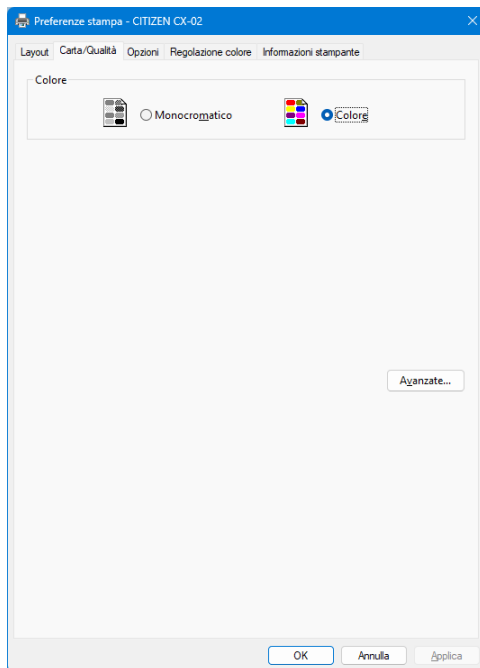 Preferenze stampa - CITIZEN CX-02
Layout Carta/Qualità Opzioni Regolazione colore Informazioni stampante
Colore
Monocromatico Colore
Avanzate...
OK Annulla Applica